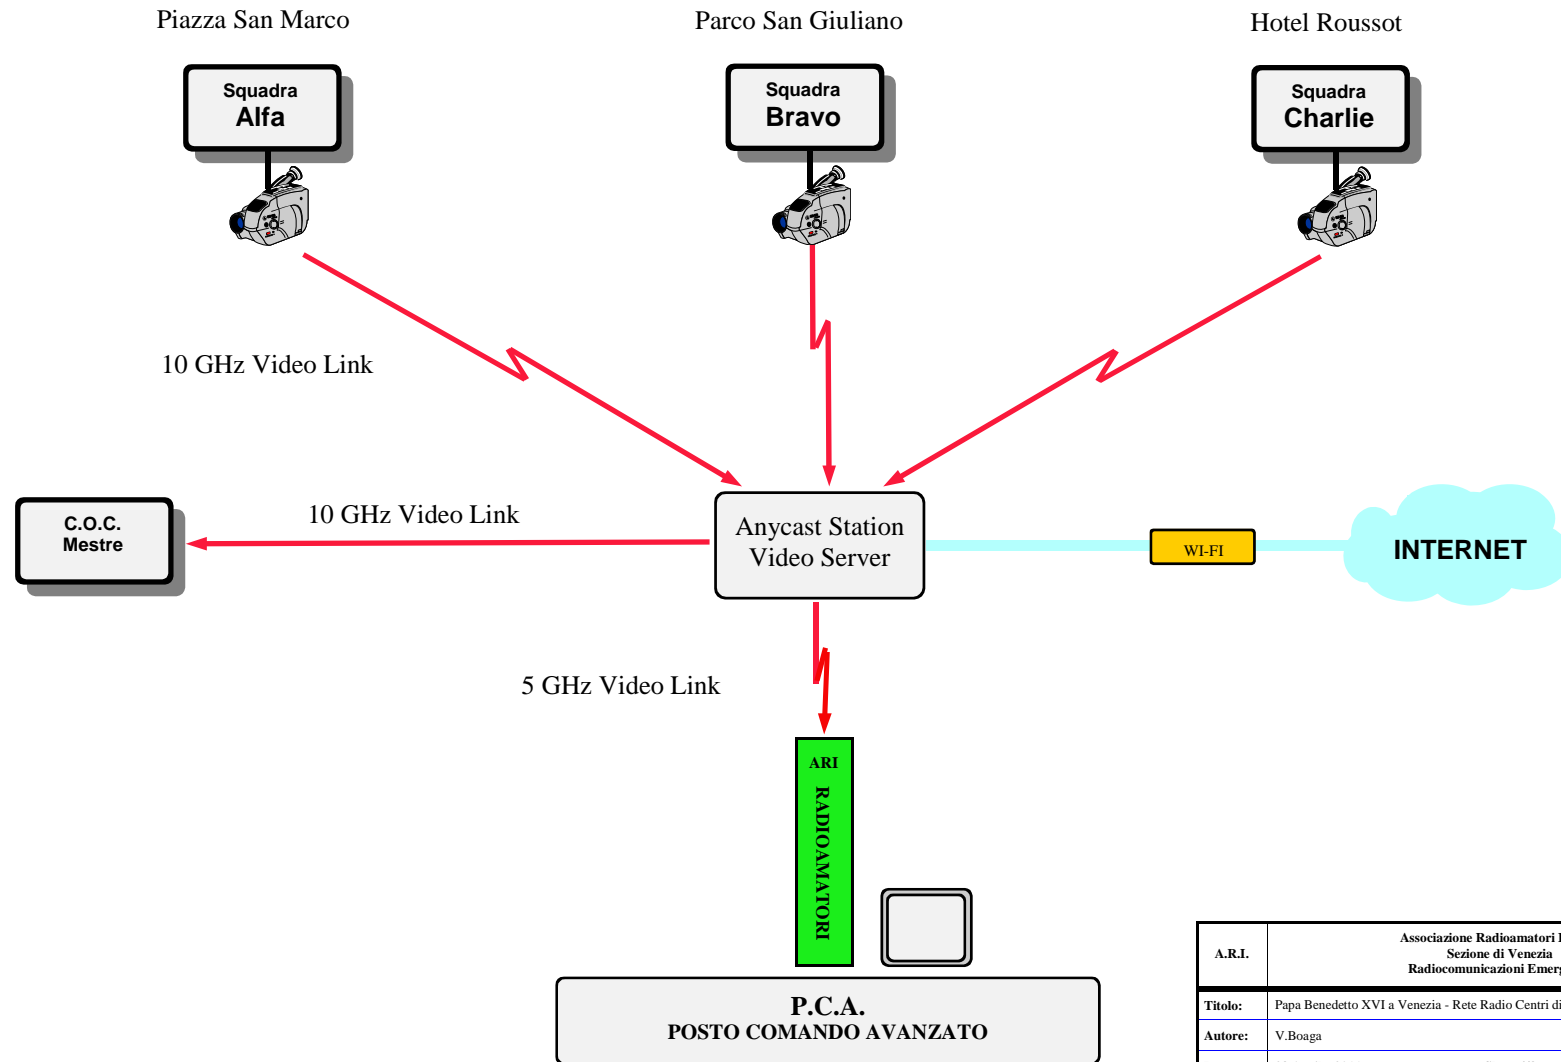 Piazza San Marco
Parco San Giuliano
Hotel Roussot
Squadra
Alfa
Squadra
Bravo
Squadra
Charlie
10 GHz Video Link
C.O.C.
Mestre
10 GHz Video Link
Anycast Station
Video Server
WI-FI
INTERNET
5 GHz Video Link
ARI
RADIOAMATORI
P.C.A.
POSTO COMANDO AVANZATO
A.R.I.
Associazione Radioamatori
Sezione di Venezia
Radiocomunicazioni
Titolo:
Papa Benedetto XVI a Venezia - Rete Radio Centri di
Autore:
V.Boaga